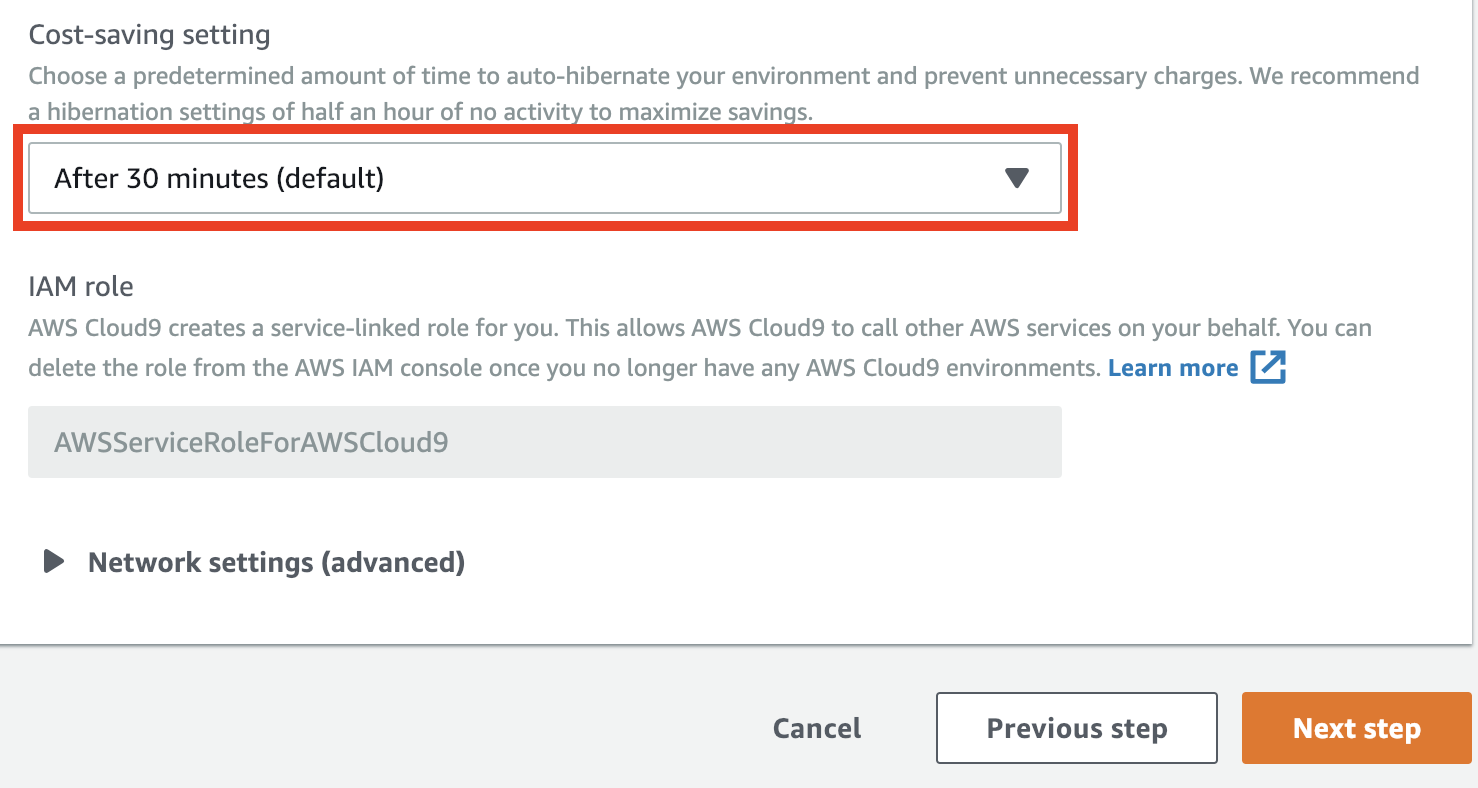 Cost-saving setting
Choose a predetermined amount of time to auto-hibernate your environment and prevent unnecessary charges. We recommend
a hibernation settings of half an hour of no activity to maximize savings.
After 30 minutes (default)
IAM role
AWS Cloud9 creates a service-linked role for you. This allows AWS Cloud9 to call other AWS services on your behalf. You can
delete the role from the AWS IAM console once you no longer have any AWS Cloud9 environments. Learn more
AWSServiceRoleForAWSCloud9
Network settings (advanced)
Cancel Previous step Next step